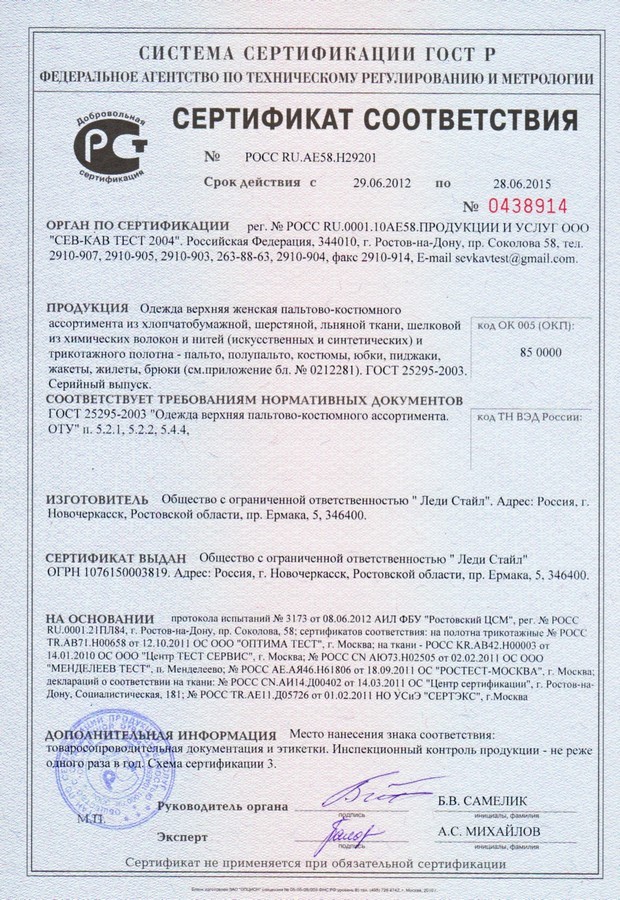 СИСТЕМА СЕРТИФИКАЦИИ ГОСТ Р
ФЕДЕРАЛЬНОЕ АГЕНТСТВО ПО ТЕХНИЧЕСКОМУ РЕГУЛИРОВАНИЮ И МЕТРОЛОГИИ
Добровольная
сертификация
СЕРТИФИКАТ СООТВЕТСТВИЯ
№ РОСС RU.АЕ58.Н29201
Срок действия с 29.06.2012 по 28.06.2015
№ 0438914
ОРГАН ПО СЕРТИФИКАЦИИ рег. № РОСС RU.0001.10АЕ58.ПРОДУКЦИИ И УСЛУГ ООО
"СЕВ-КАВ ТЕСТ 2004". Российская Федерация, 344010, г. Ростов-на-Дону, пр. Соколова 58, тел.
2910-907, 2910-905, 2910-903, 263-88-63, 2910-904, факс 2910-914, E-mail sevkavtest@gmail.com.
ПРОДУКЦИЯ Одежда верхняя женская пальтово-костюмного
ассортимента из хлопчатобумажной, шерстяной, льняной ткани, шелковой
из химических волокон и нитей (искусственных и синтетических) и
трикотажного полотна - пальто, полупальто, костюмы, юбки, пиджаки,
жакеты, жилеты, брюки (см.приложение бл. № 0212281). ГОСТ 25295-2003.
Серийный выпуск.
код ОК 005 (ОКП):
85 0000
СООТВЕТСТВУЕТ ТРЕБОВАНИЯМ НОРМАТИВНЫХ ДОКУМЕНТОВ
ГОСТ 25295-2003 "Одежда верхняя пальтово-костюмного ассортимента.
ОТУ" п. 5.2.1, 5.2.2, 5.4.4,
код ТН ВЭД России:
ИЗГОТОВИТЕЛЬ Общество с ограниченной ответственностью " Леди Стайл". Адрес: Россия, г.
Новочеркасск, Ростовской области, пр. Ермака, 5, 346400.
СЕРТИФИКАТ ВЫДАН Общество с ограниченной ответственностью " Леди Стайл"
ОГРН 1076150003819. Адрес: Россия, г. Новочеркасск, Ростовской области, пр. Ермака, 5, 346400.
НА ОСНОВАНИИ протокола испытаний № 3173 от 08.06.2012 АИЛ ФБУ "Ростовский ЦСМ", рег. № РОСС
RU.0001.21ПЛ84, г. Ростов-на-Дону, пр. Соколова, 58; сертификатов соответствия: на полотна трикотажные № РОСС
TR.АВ71.Н00658 от 12.10.2011 ОС ООО "ОПТИМА ТЕСТ", г. Москва; на ткани - РОСС KR.АВ42.Н00003 от
14.01.2010 ОС ООО "Центр ТЕСТ СЕРВИС", г. Москва; № РОСС CN АЮ73.Н02505 от 02.02.2011 ОС ООО
"МЕНДЕЛЕЕВ ТЕСТ", п. Менделеево; № РОСС АЕ.АЯ46.Н61806 от 18.09.2011 ОС "РОСТЕСТ-МОСКВА", г. Москва;
деклараций о соответствии на ткани: № РОСС CN.АИ14.Д00402 от 14.03.2011 ОС "Центр сертификации", г. Ростов-на-
Дону, Социалистическая, 181; № РОСС TR.АЕ11.Д05726 от 01.02.2011 НО УСиЭ "СЕРТЭКС", г.Москва
ДОПОЛНИТЕЛЬНАЯ ИНФОРМАЦИЯ Место нанесения знака соответствия:
товаросопроводительная документация и этикетки. Инспекционный контроль продукции - не реже
одного раза в год. Схема сертификации 3.
М.П.
Руководитель органа
подпись
Б.В. САМЕЛИК
инициалы, фамилия
Эксперт
подпись
А.С. МИХАЙЛОВ
инициалы, фамилия
Сертификат не применяется при обязательной сертификации